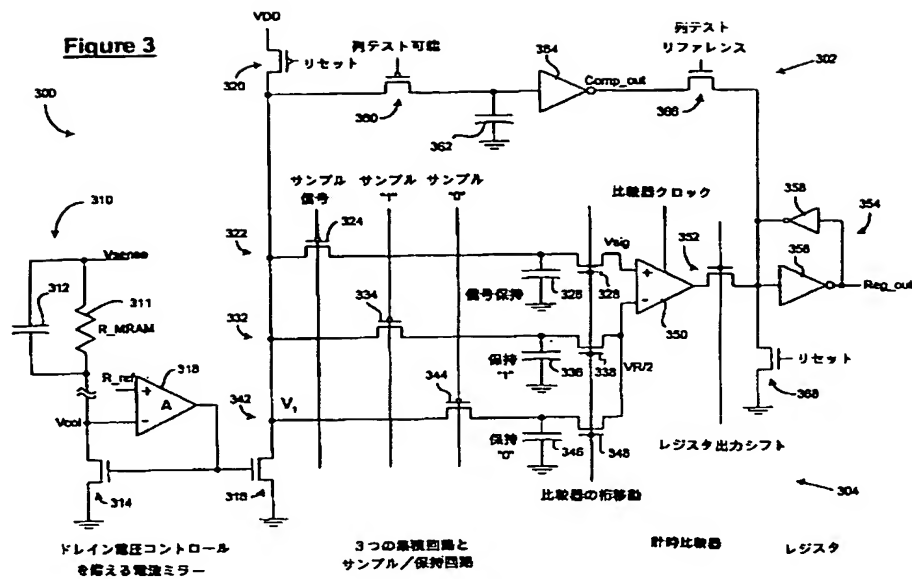 Figure 3
VDD
320
リセット
列テスト可能
360
362
364
Comp_out
列テスト
リファレンス
366
302
300
310
サンプル
信号
サンプル
"1"
サンプル
"0"
比較器クロック
358
354
322
324
Vsig
352
356
Reg_out
Vsense
312
311
R_MRAM
信号保持
328
328
350
332
334
318
A
R_ref
Vcol
保持
"1"
336
338
VR/2
リセット
368
342
V1
344
保持
"0"
346
348
レジスタ出力シフト
314
316
比較器の桁移動
304
ドレイン電圧コントロール
を備える電流ミラー
3つの累積回路と
サンプル/保持回路
計時比較器
レジスタ